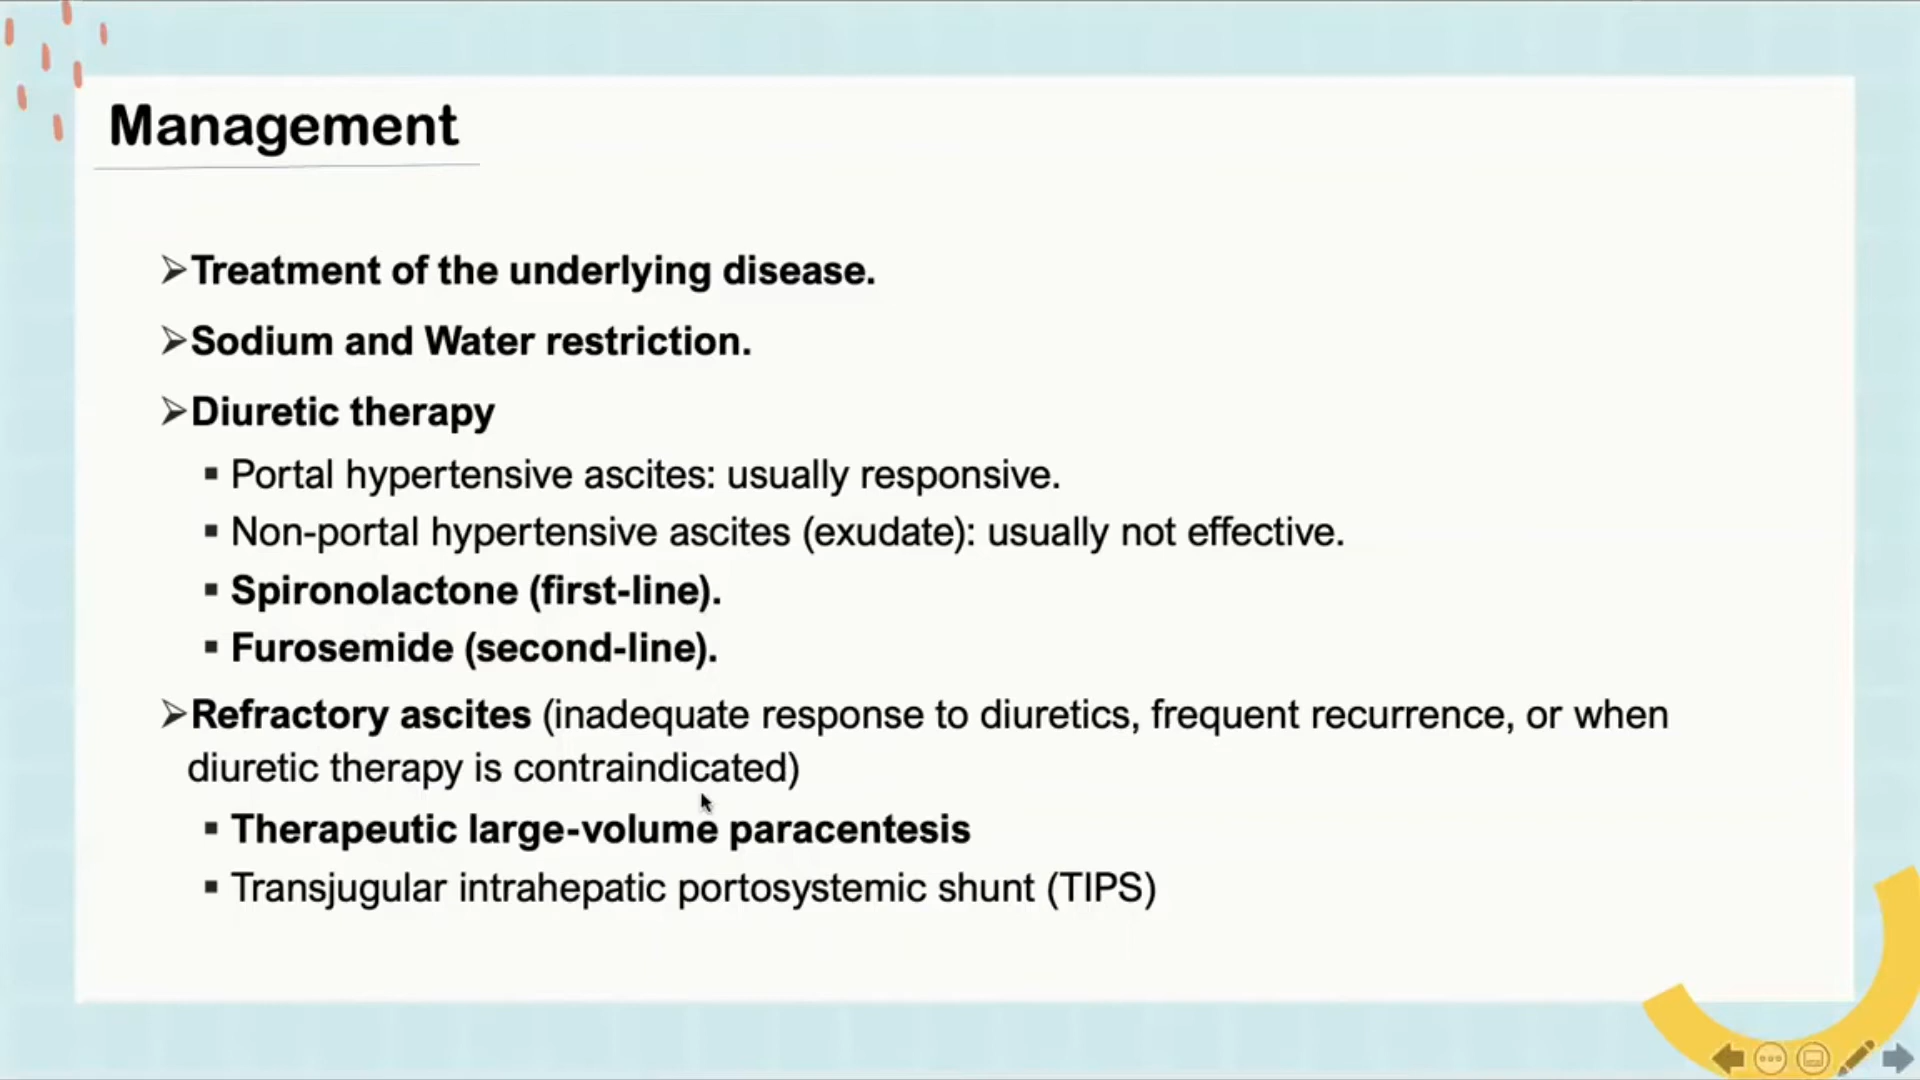 Management
➢Treatment of the underlying disease.
➢Sodium and Water restriction.
➢Diuretic therapy
▪ Portal hypertensive ascites: usually responsive.
▪ Non-portal hypertensive ascites (exudate): usually not effective.
▪ Spironolactone (first-line).
▪ Furosemide (second-line).
➢Refractory ascites (inadequate response to diuretics, frequent recurrence, or when
diuretic therapy is contraindicated)
▪ Therapeutic large-volume paracentesis
▪ Transjugular intrahepatic portosystemic shunt (TIPS)